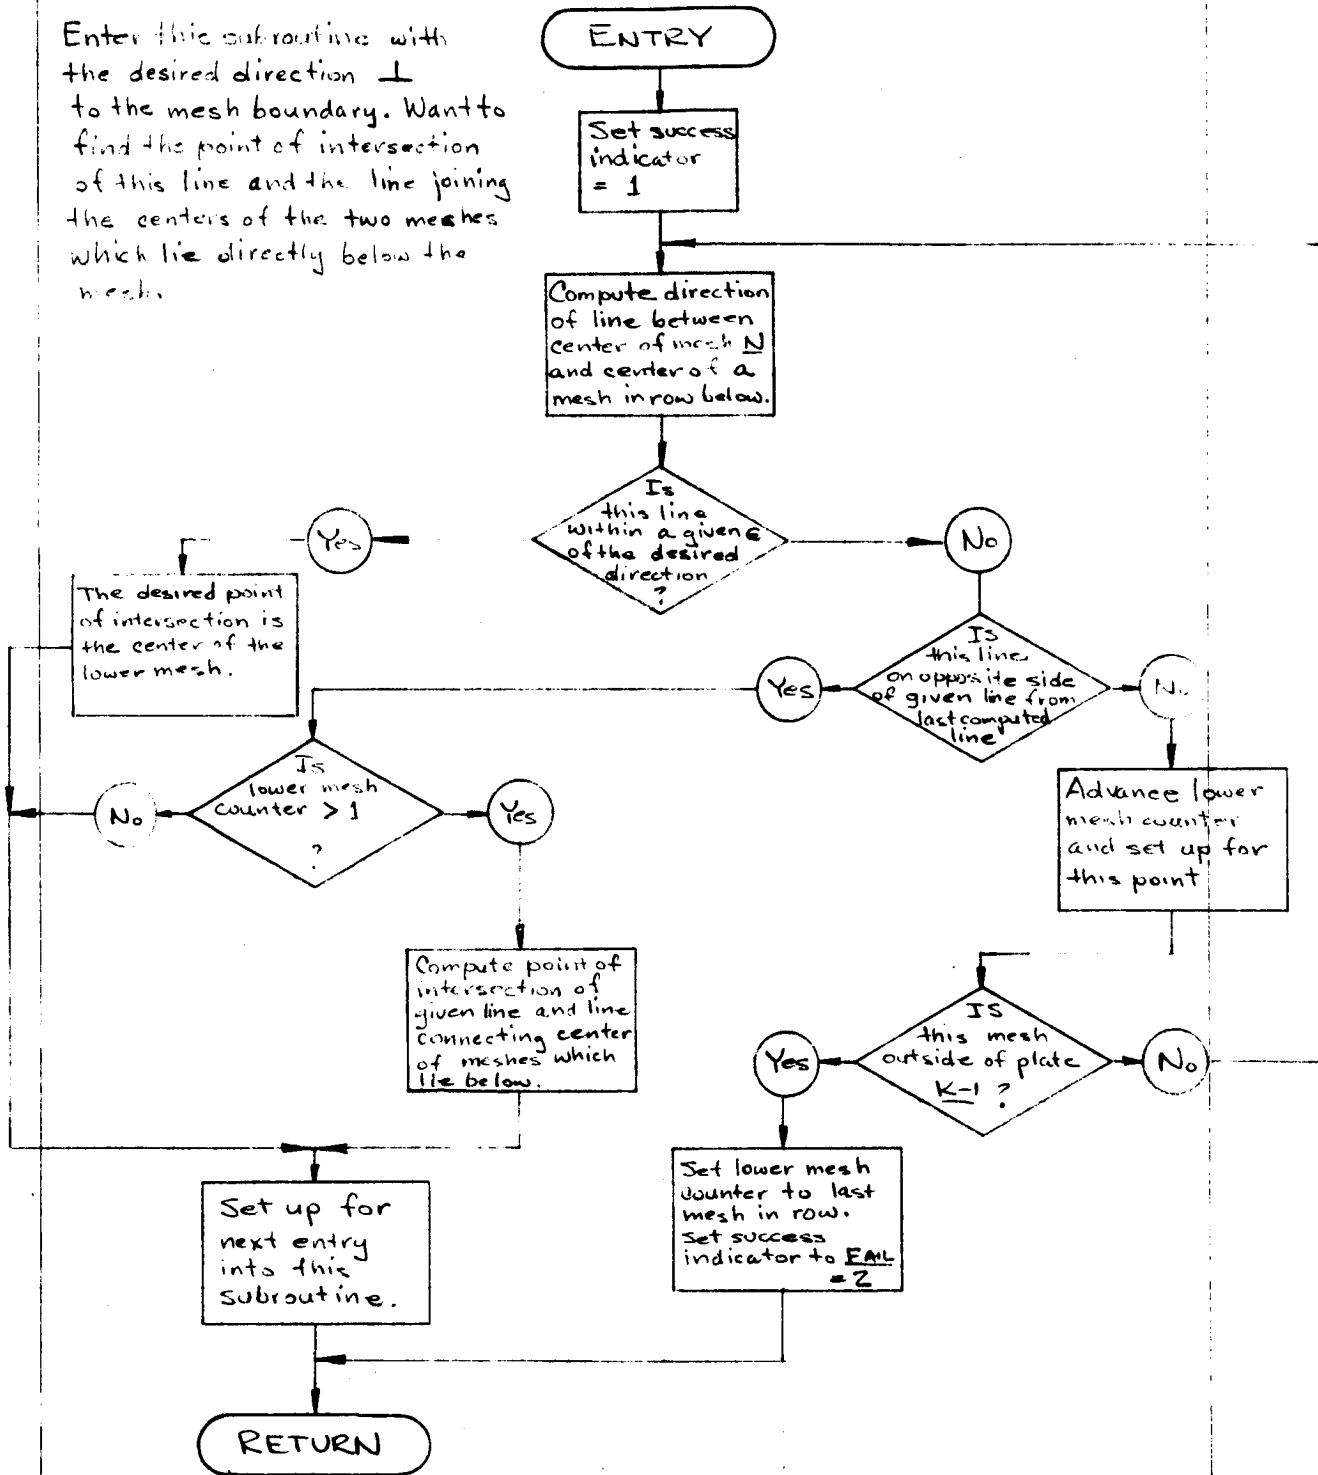 Enter this subroutine with
the desired direction ⊥
to the mesh boundary. Want to
find the point of intersection
of this line and the line joining
the centers of the two meshes
which lie directly below the
mesh.
ENTRY
Set success
indicator
= 1
Compute direction
of line between
center of mesh N
and center of a
mesh in row below.
Is
this line
within a given ε
of the desired
direction
?
Yes
No
The desired point
of intersection is
the center of the
lower mesh.
Is
this line
on opposite side
of given line from
last computed
line
Yes
No
Is
lower mesh
counter > 1
?
No
Yes
Advance lower
mesh counter
and set up for
this point
Compute point of
intersection of
given line and line
connecting center
of meshes which
lie below.
IS
this mesh
outside of plate
K-1 ?
Yes
No
Set up for
next entry
into this
subroutine.
Set lower mesh
counter to last
mesh in row.
Set success
indicator to FAIL
= 2
RETURN